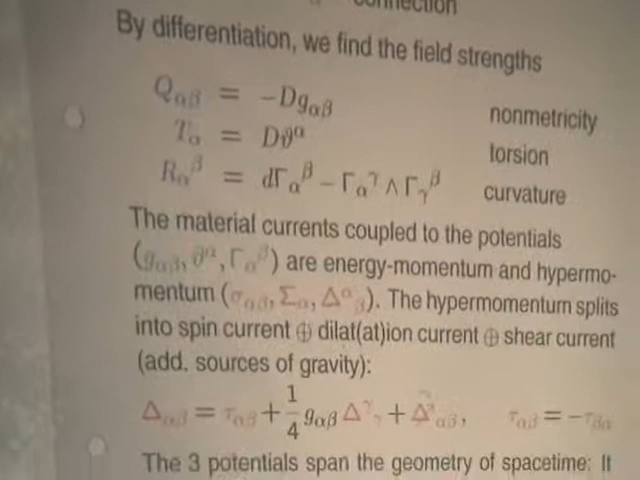 connection
By differentiation, we find the field strengths
Q_{αβ} = −Dg_{αβ} nonmetricity
T_α = Dϑ^α torsion
R_α^β = dΓ_α^β − Γ_α^γ ∧ Γ_γ^β curvature
The material currents coupled to the potentials
(g_{αβ}, ϑ^α, Γ_α^β) are energy-momentum and hypermo-
mentum (σ_{αβ}, Σ_α, Δ^α_β). The hypermomentum splits
into spin current ⊕ dilat(at)ion current ⊕ shear current
(add. sources of gravity):
Δ_{αβ} = τ_{αβ} + 1/4 g_{αβ} Δ^γ_γ + Δ̂_{αβ}, τ_{αβ} = −τ_{βα}
The 3 potentials span the geometry of spacetime: It